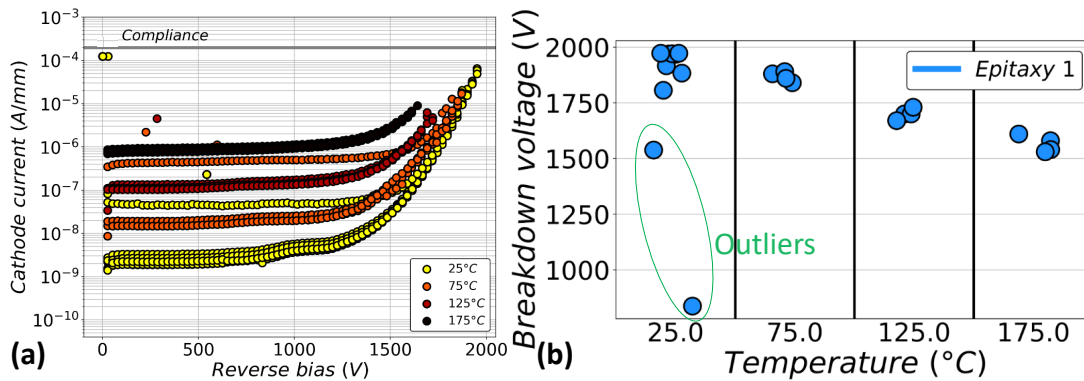 Compliance
10⁻³
10⁻⁴
10⁻⁵
10⁻⁶
10⁻⁷
10⁻⁸
10⁻⁹
10⁻¹⁰
Cathode current (A/mm)
0 500 1000 1500 2000
Reverse bias (V)
25°C
75°C
125°C
175°C
(a)
Breakdown voltage (V)
2000
1750
1500
1250
1000
Epitaxy 1
Outliers
25.0 75.0 125.0 175.0
Temperature (°C)
(b)